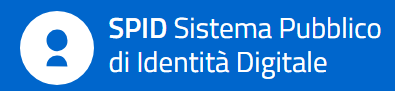 SPID Sistema Pubblico
di Identità Digitale